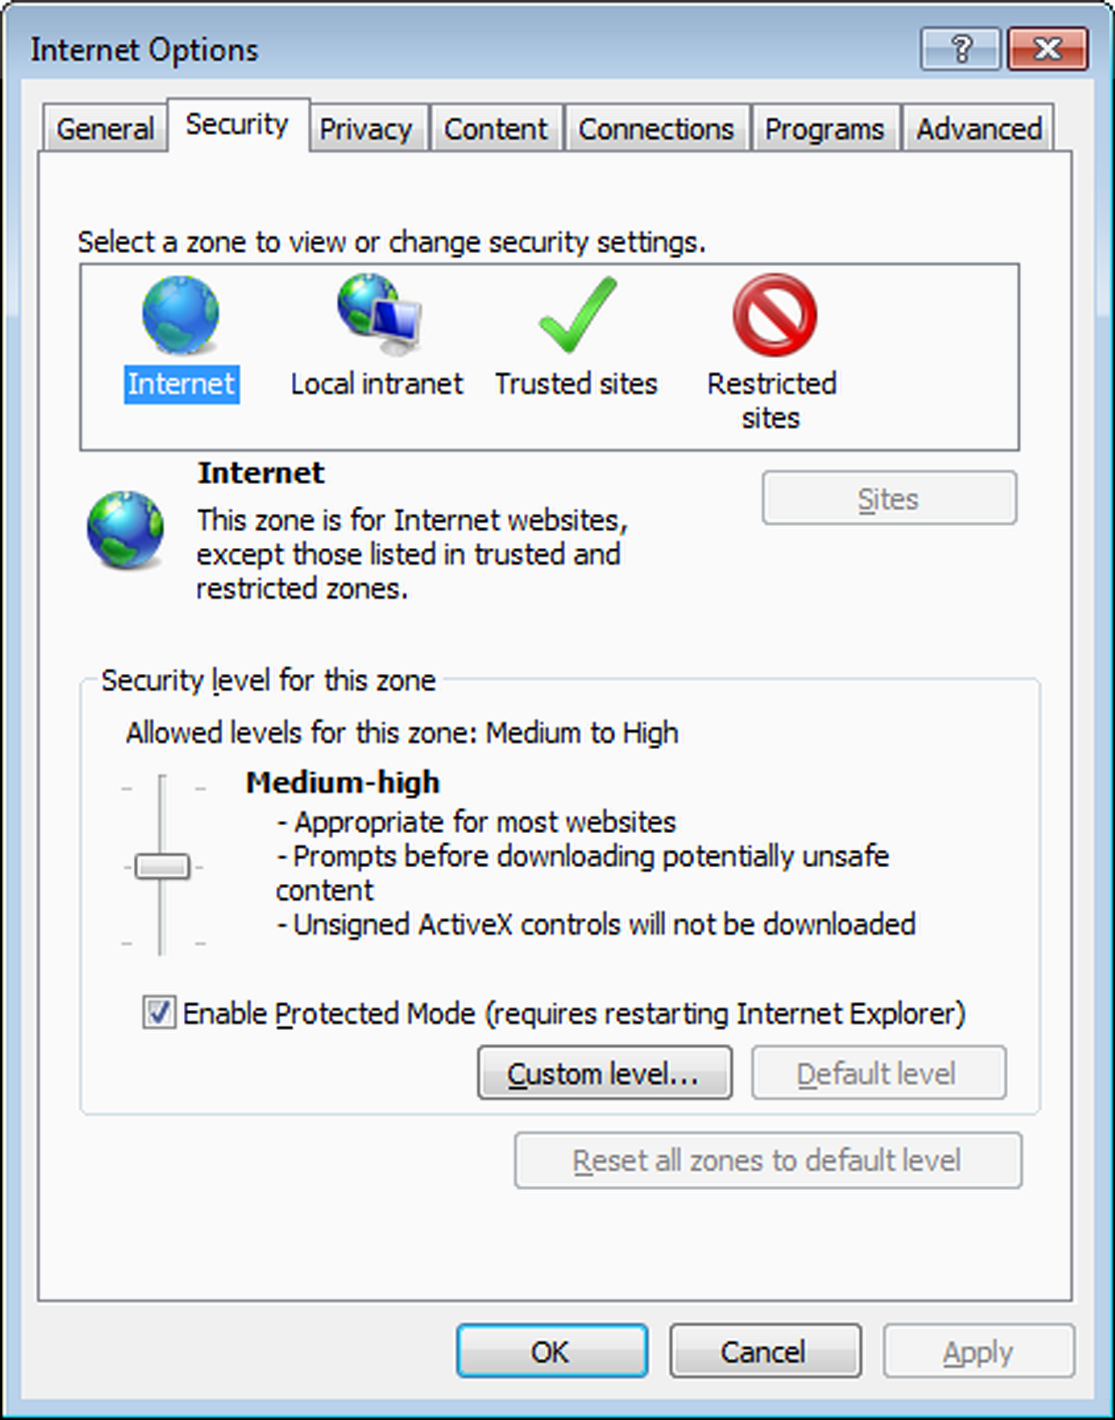 Internet Options
General Security Privacy Content Connections Programs Advanced
Select a zone to view or change security settings.
Internet Local intranet Trusted sites Restricted
sites
Internet
Sites
This zone is for Internet websites,
except those listed in trusted and
restricted zones.
Security level for this zone
Allowed levels for this zone: Medium to High
Medium-high
- Appropriate for most websites
- Prompts before downloading potentially unsafe
content
- Unsigned ActiveX controls will not be downloaded
Enable Protected Mode (requires restarting Internet Explorer)
Custom level... Default level
Reset all zones to default level
OK Cancel Apply